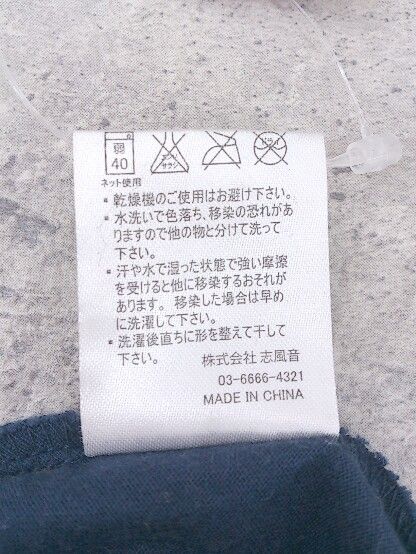 弱
40
エンソ
サラシ
ドライ
ネット使用
・乾燥機のご使用はお避け下さい。
・水洗いで色落ち、移染の恐れがあ
りますので他の物と分けて洗って
下さい。
・汗や水で湿った状態で強い摩擦
を受けると他に移染するおそれが
あります。移染した場合は早め
に洗濯して下さい。
・洗濯後直ちに形を整えて干して
下さい。
株式会社 志風音
03-6666-4321
MADE IN CHINA